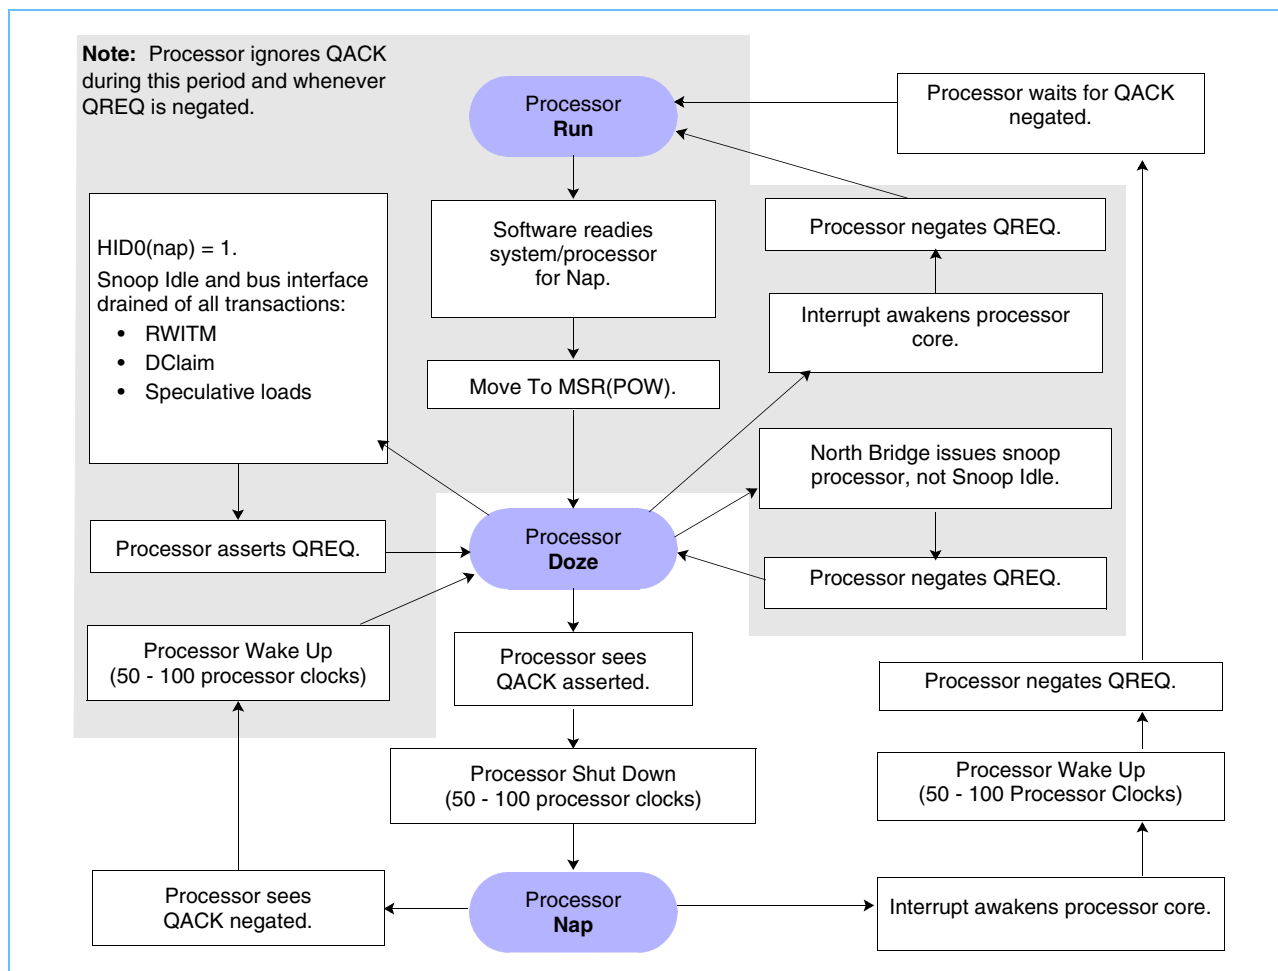 Note: Processor ignores QACK
during this period and whenever
QREQ is negated.
Processor
Run
Processor waits for QACK
negated.
HID0(nap) = 1.
Snoop Idle and bus interface
drained of all transactions:
• RWITM
• DClaim
• Speculative loads
Software readies
system/processor
for Nap.
Processor negates QREQ.
Interrupt awakens processor
core.
Move To MSR(POW).
North Bridge issues snoop
processor, not Snoop Idle.
Processor asserts QREQ.
Processor
Doze
Processor negates QREQ.
Processor Wake Up
(50 - 100 processor clocks)
Processor sees
QACK asserted.
Processor negates QREQ.
Processor Shut Down
(50 - 100 processor clocks)
Processor Wake Up
(50 - 100 Processor Clocks)
Processor sees
QACK negated.
Processor
Nap
Interrupt awakens processor core.